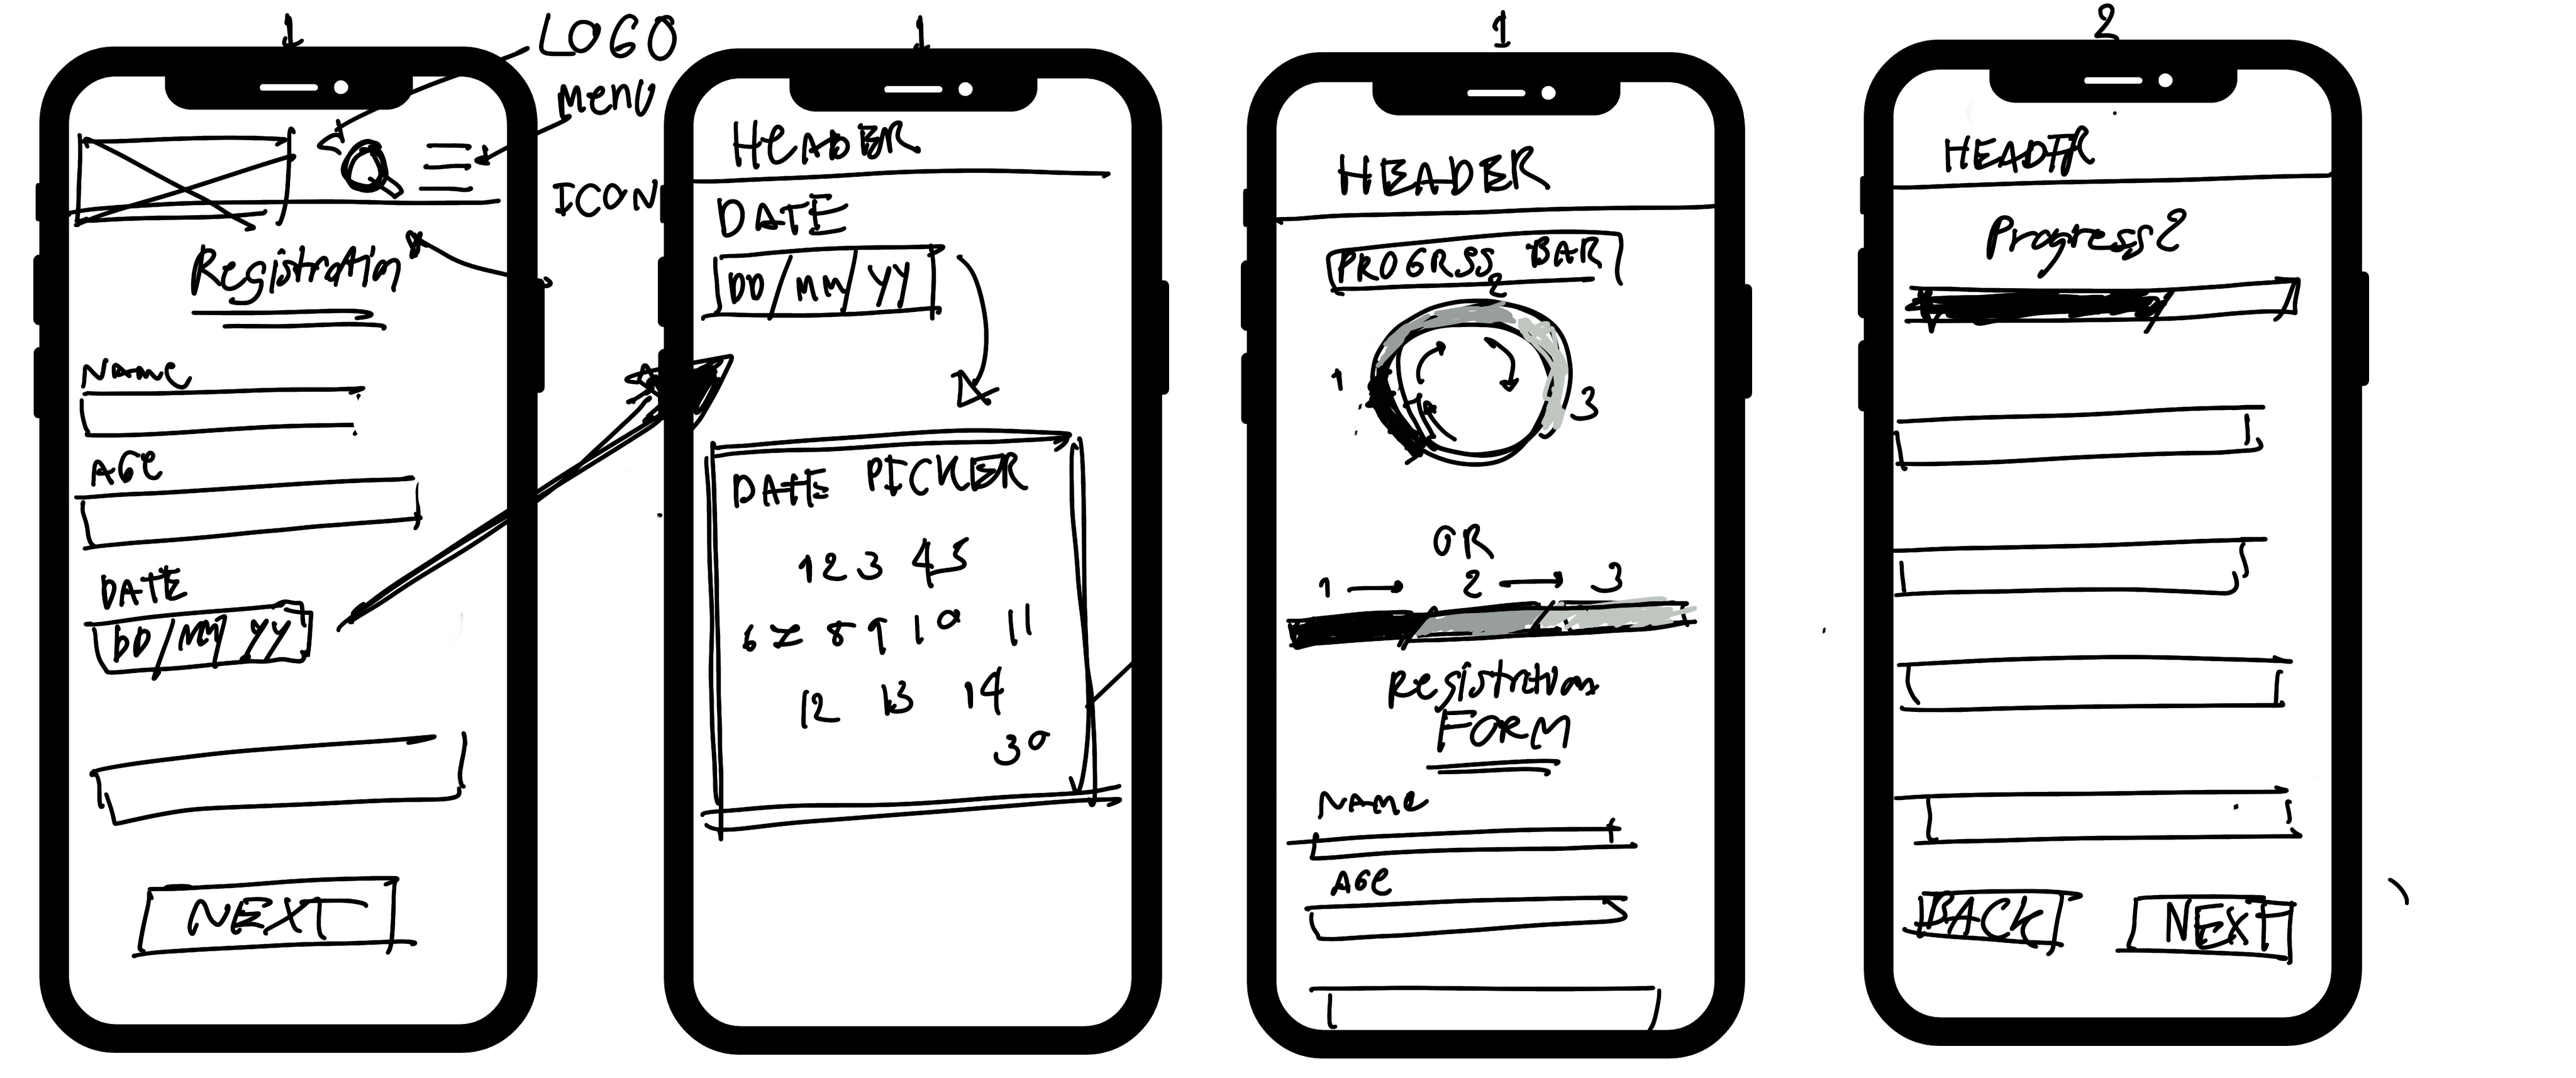 1
LOGO
MENU
ICON
Registration
NAME
AGE
DATE
DD/MM/YY
NEXT
1
HEADER
DATE
DD/MM/YY
DATE PICKER
1 2 3 4 5
6 7 8 9 10 11
12 13 14
30
1
HEADER
PROGRSS BAR
2
1
3
OR
1 2 3
Registration
FORM
NAME
AGE
2
HEADER
Progress 2
BACK NEXT